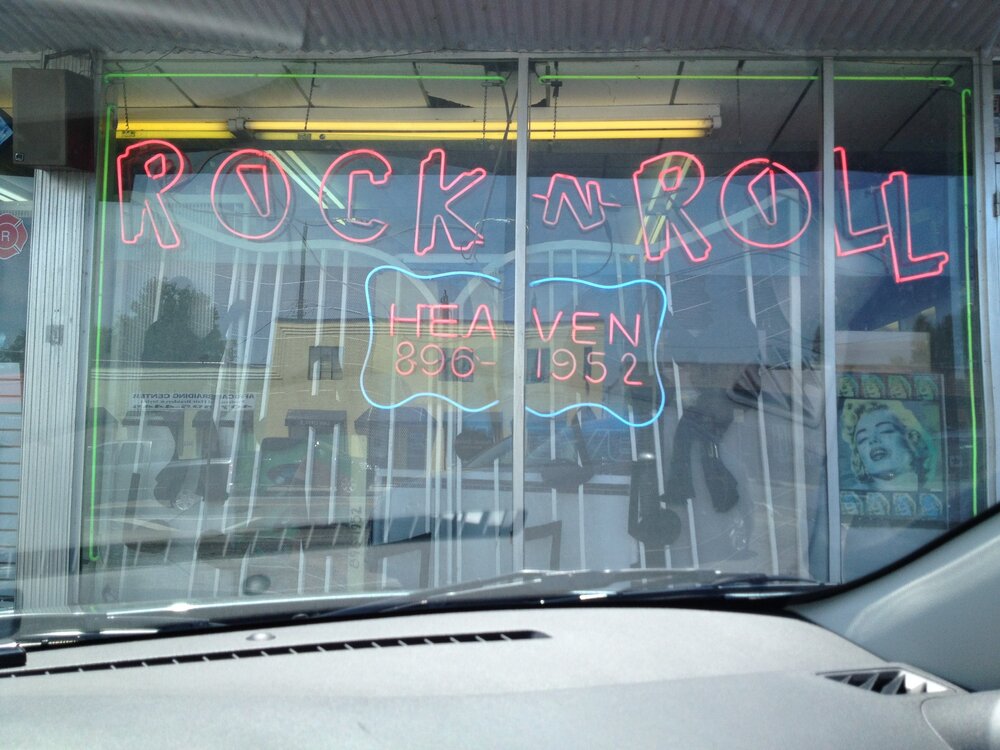 ROCK N ROLL
HEAVEN
896-1952
R